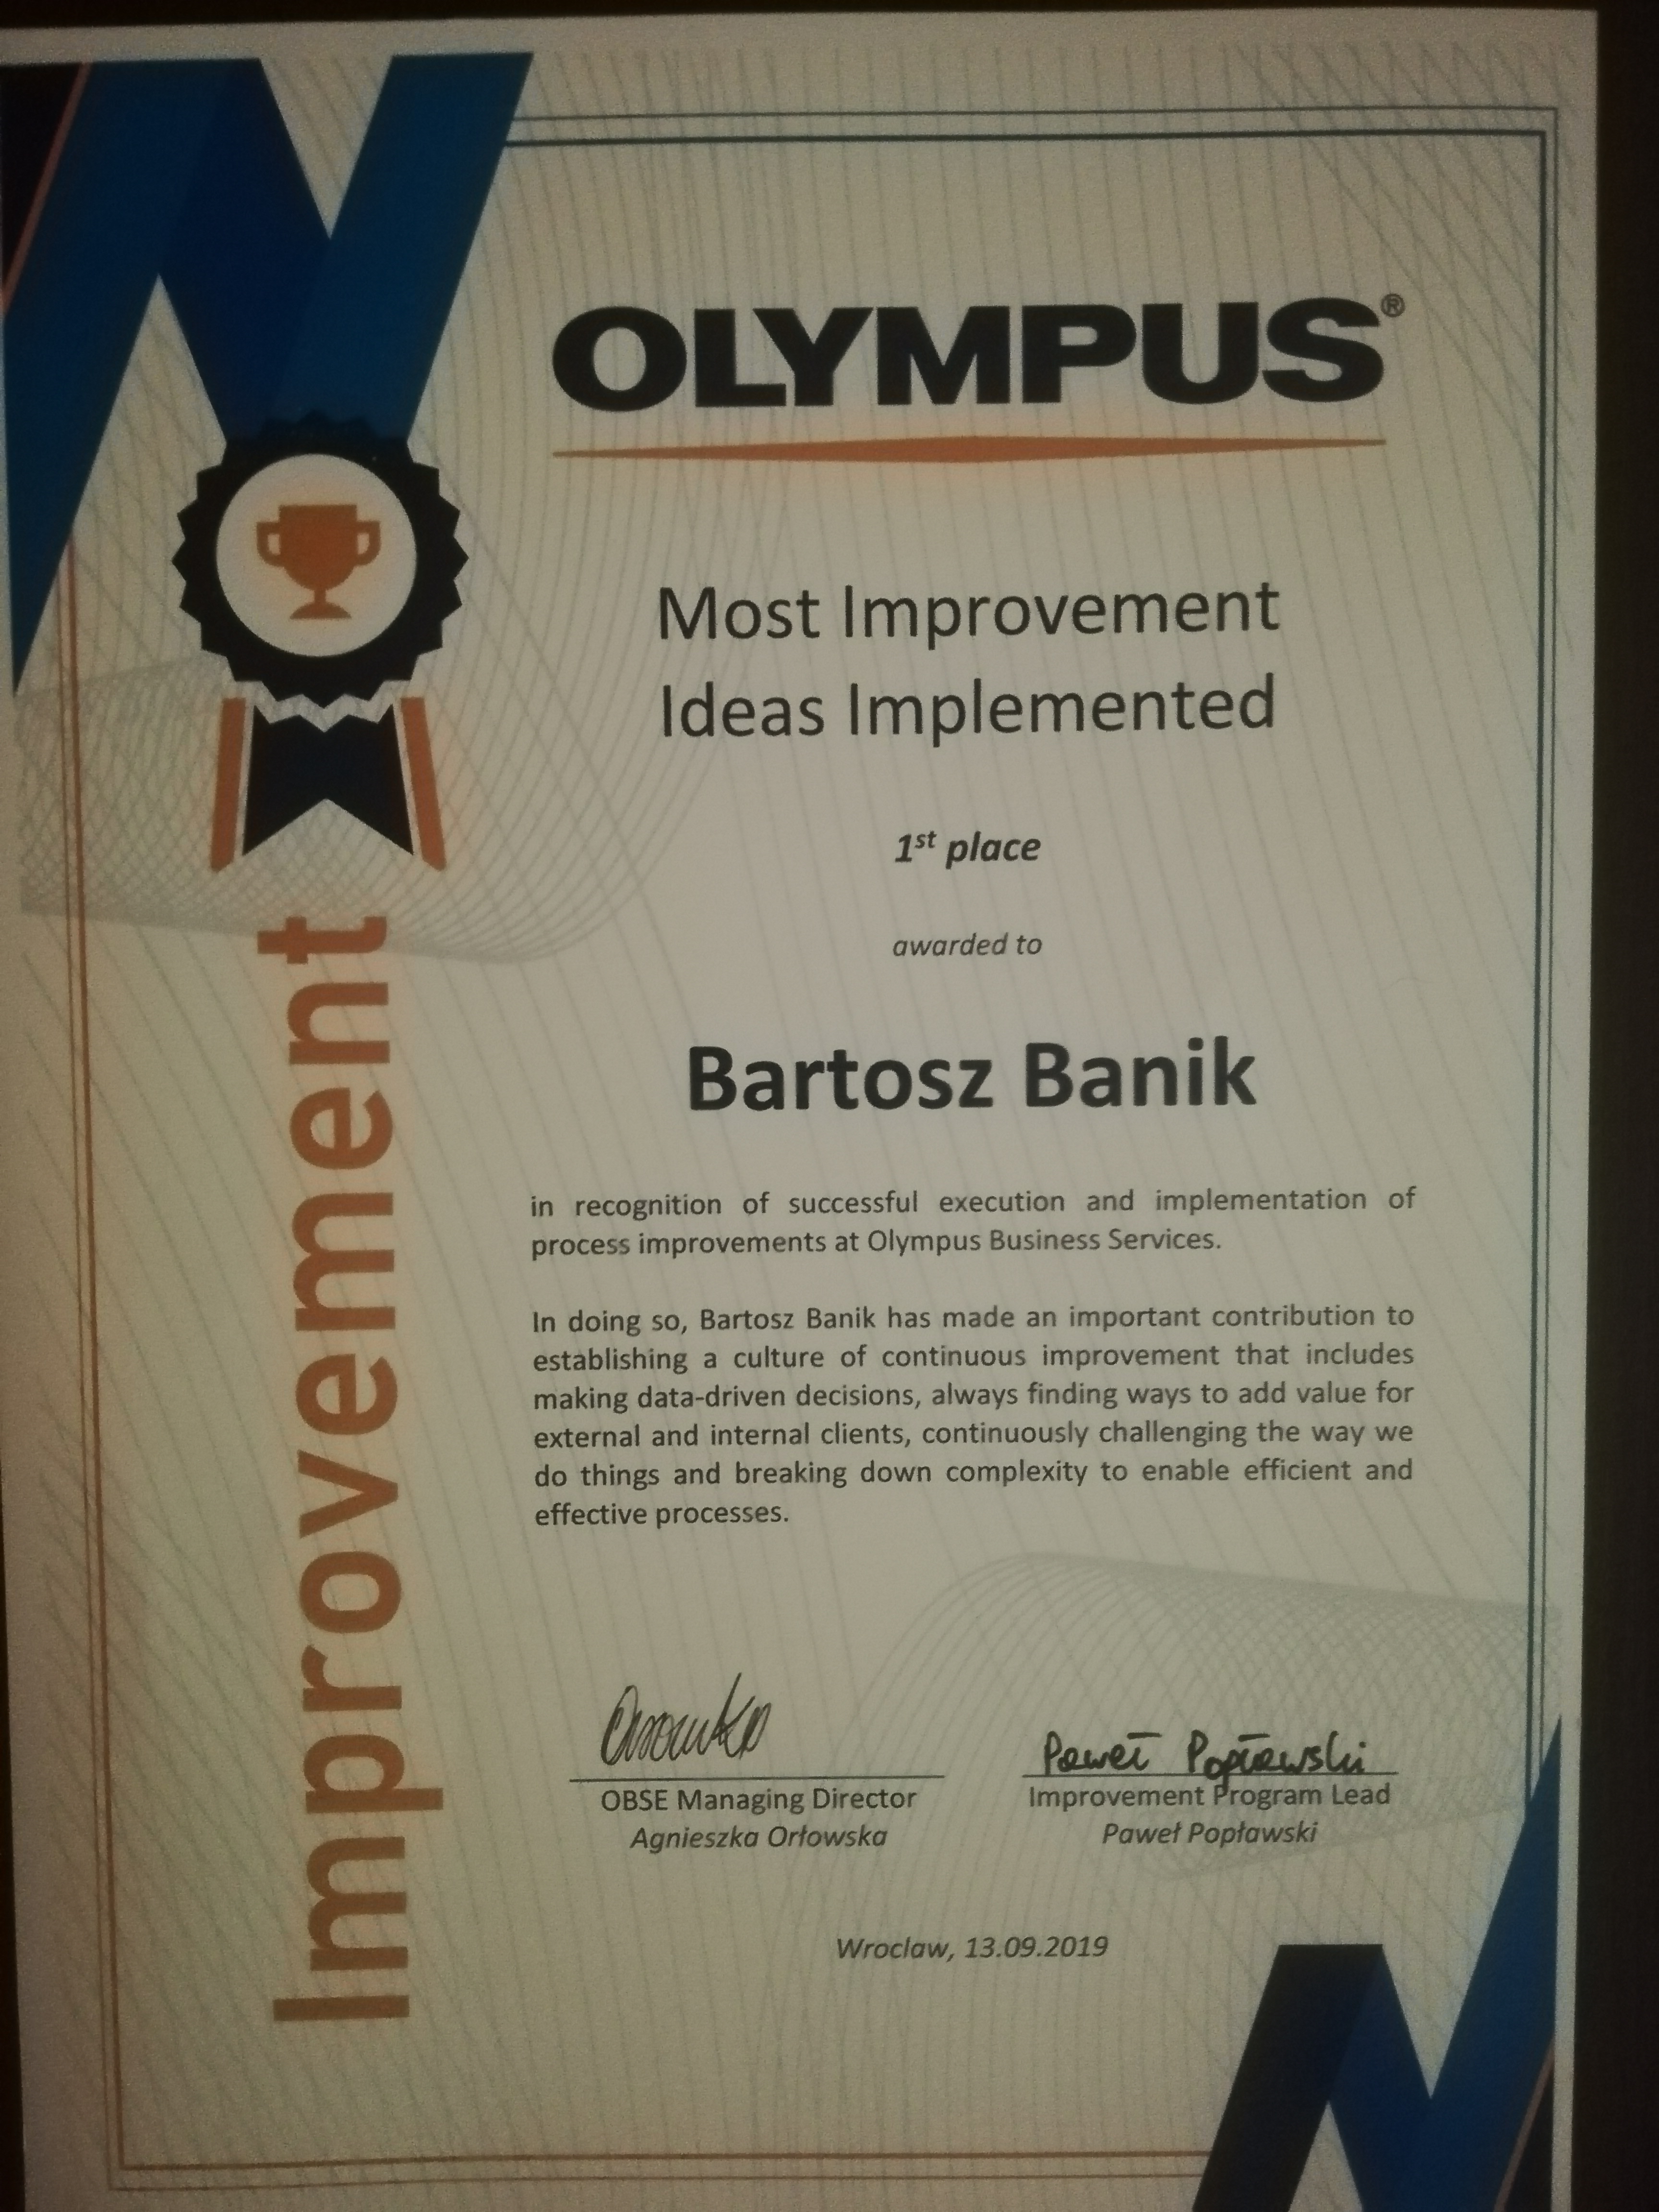 OLYMPUS®
Most Improvement
Ideas Implemented
1st place
awarded to
Bartosz Banik
in recognition of successful execution and implementation of
process improvements at Olympus Business Services.
In doing so, Bartosz Banik has made an important contribution to
establishing a culture of continuous improvement that includes
making data-driven decisions, always finding ways to add value for
external and internal clients, continuously challenging the way we
do things and breaking down complexity to enable efficient and
effective processes.
Paweł Popławski
OBSE Managing Director
Agnieszka Orłowska
Improvement Program Lead
Paweł Popławski
Wroclaw, 13.09.2019
Improvement